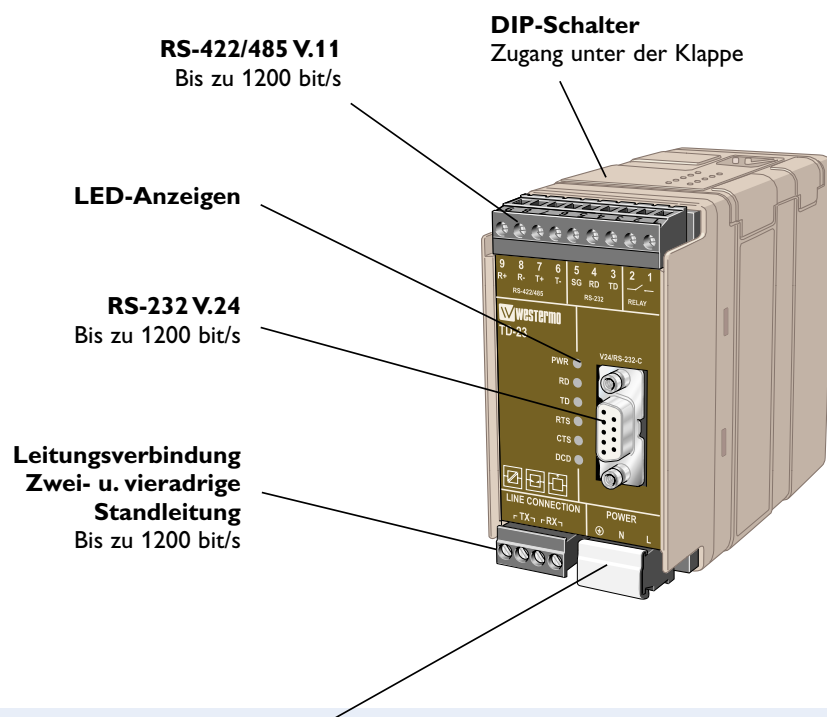 DIP-Schalter
Zugang unter der Klappe
RS-422/485 V.11
Bis zu 1200 bit/s
LED-Anzeigen
RS-232 V.24
Bis zu 1200 bit/s
Leitungsverbindung
Zwei- u. vieradrige
Standleitung
Bis zu 1200 bit/s
9 8 7 6 5 4 3 2 1
R+ R- T+ T- SG RD TD
RS-422/485 RS-232 RELAY
Westermo
TD-23
V24/RS-232-C
PWR
RD
TD
RTS
CTS
DCD
LINE CONNECTION
TX RX
POWER
N L